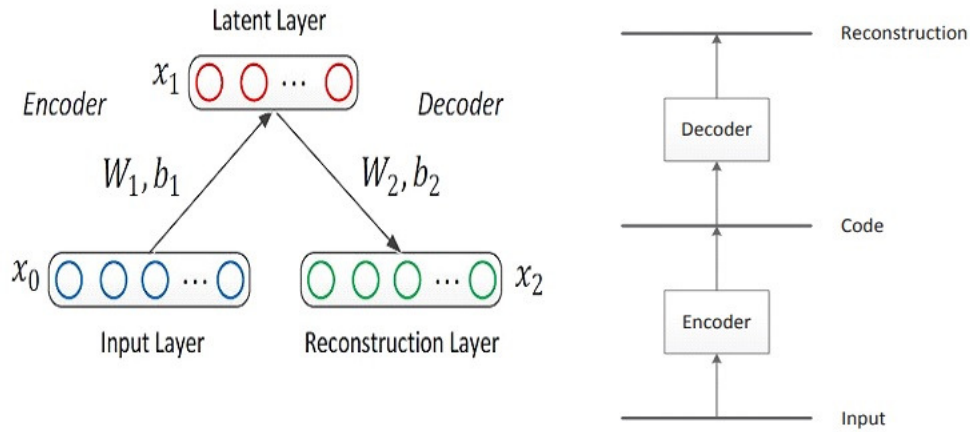 Latent Layer
x₁
...
Encoder
Decoder
W₁, b₁
W₂, b₂
x₀
...
...
x₂
Input Layer
Reconstruction Layer
Reconstruction
Decoder
Code
Encoder
Input